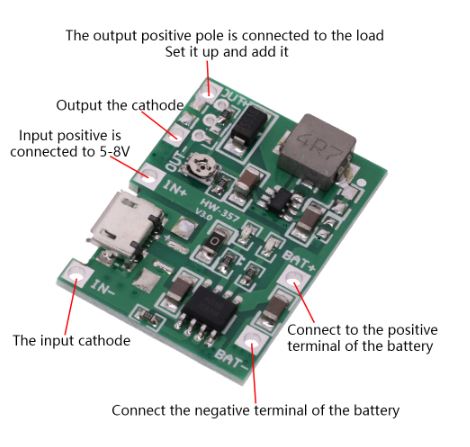 The output positive pole is connected to the load
Set it up and add it
Output the cathode
Input positive is
connected to 5-8V
OUT+
OUT-
4R7
IN+
HW-357
V3.0
0
BAT+
IN-
BAT-
Connect to the positive
terminal of the battery
The input cathode
Connect the negative terminal of the battery